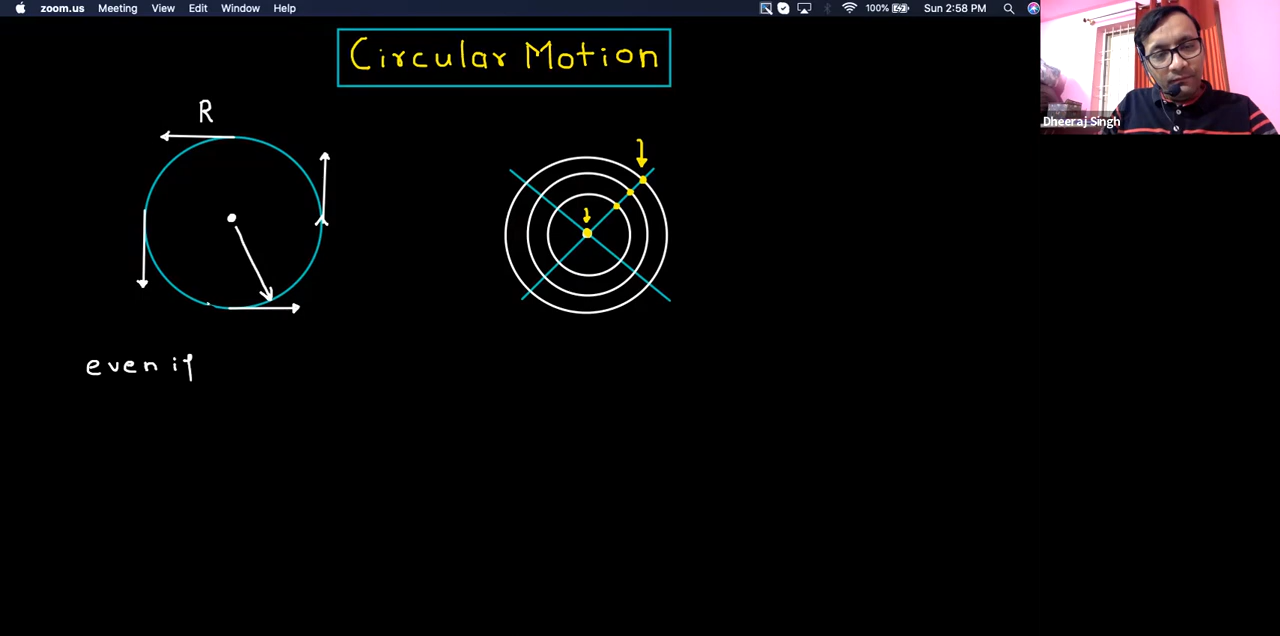 zoom.us Meeting View Edit Window Help 100% Sun 2:58 PM
Circular Motion
Dheeraj Singh
R
even if